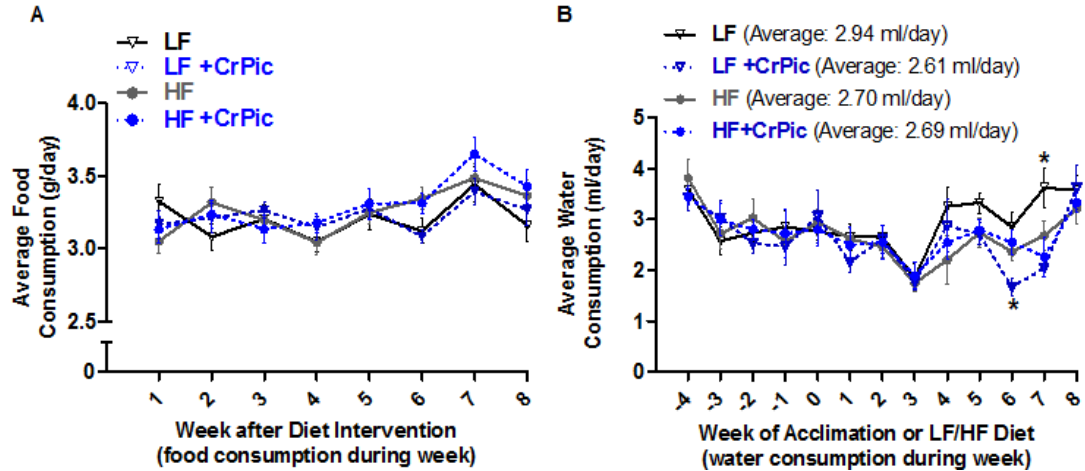 A
LF
LF +CrPic
HF
HF +CrPic
Average Food
Consumption (g/day)
4.0
3.5
3.0
2.5
0
1 2 3 4 5 6 7 8
Week after Diet Intervention
(food consumption during week)
B
LF (Average: 2.94 ml/day)
LF +CrPic (Average: 2.61 ml/day)
HF (Average: 2.70 ml/day)
HF+CrPic (Average: 2.69 ml/day)
Average Water
Consumption (ml/day)
5
4
3
2
1
0
*
*
-4 -3 -2 -1 0 1 2 3 4 5 6 7 8
Week of Acclimation or LF/HF Diet
(water consumption during week)